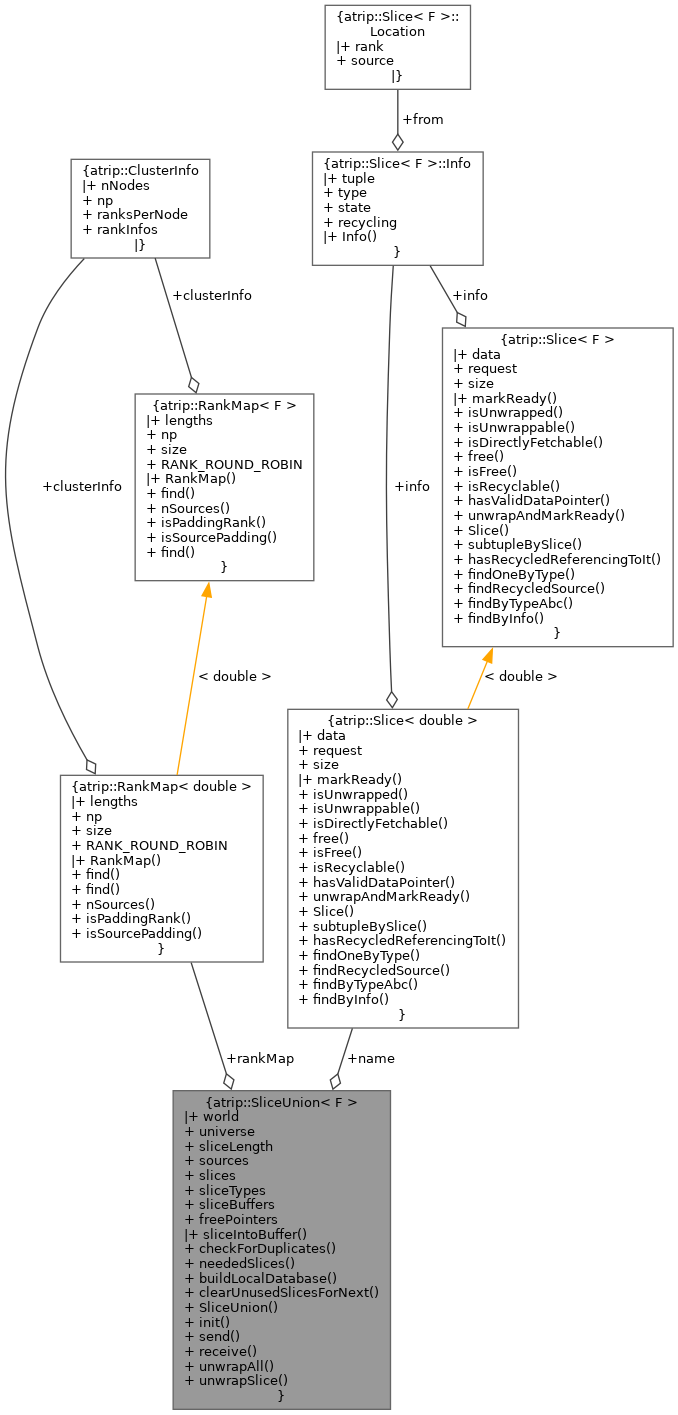 {atrip::Slice< F >::
Location
|+ rank
+ source
|}
+from
{atrip::ClusterInfo
|+ nNodes
+ np
+ ranksPerNode
+ rankInfos
|}
{atrip::Slice< F >::Info
|+ tuple
+ type
+ state
+ recycling
|+ Info()
}
+clusterInfo
+info
{atrip::Slice< F >
|+ data
+ request
+ size
|+ markReady()
+ isUnwrapped()
+ isUnwrappable()
+ isDirectlyFetchable()
+ free()
+ isFree()
+ isRecyclable()
+ hasValidDataPointer()
+ unwrapAndMarkReady()
+ Slice()
+ subtupleBySlice()
+ hasRecycledReferencingToIt()
+ findOneByType()
+ findRecycledSource()
+ findByTypeAbc()
+ findByInfo()
}
{atrip::RankMap< F >
|+ lengths
+ np
+ size
+ RANK_ROUND_ROBIN
|+ RankMap()
+ find()
+ nSources()
+ isPaddingRank()
+ isSourcePadding()
+ find()
}
+clusterInfo
+info
< double >
< double >
{atrip::RankMap< double >
|+ lengths
+ np
+ size
+ RANK_ROUND_ROBIN
|+ RankMap()
+ find()
+ find()
+ nSources()
+ isPaddingRank()
+ isSourcePadding()
}
{atrip::Slice< double >
|+ data
+ request
+ size
|+ markReady()
+ isUnwrapped()
+ isUnwrappable()
+ isDirectlyFetchable()
+ free()
+ isFree()
+ isRecyclable()
+ hasValidDataPointer()
+ unwrapAndMarkReady()
+ Slice()
+ subtupleBySlice()
+ hasRecycledReferencingToIt()
+ findOneByType()
+ findRecycledSource()
+ findByTypeAbc()
+ findByInfo()
}
+rankMap
+name
{atrip::SliceUnion< F >
|+ world
+ universe
+ sliceLength
+ sources
+ slices
+ sliceTypes
+ sliceBuffers
+ freePointers
|+ sliceIntoBuffer()
+ checkForDuplicates()
+ neededSlices()
+ buildLocalDatabase()
+ clearUnusedSlicesForNext()
+ SliceUnion()
+ init()
+ send()
+ receive()
+ unwrapAll()
+ unwrapSlice()
}